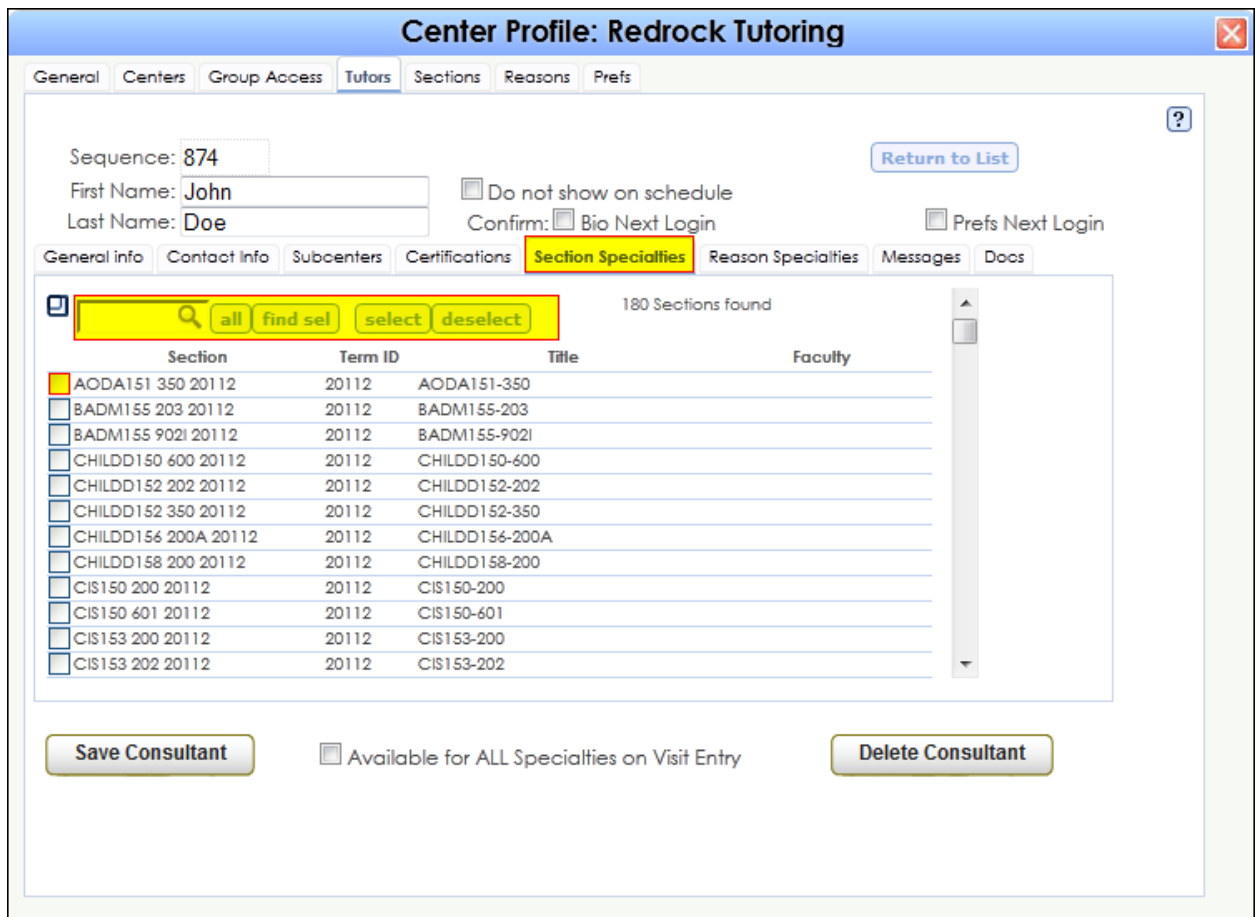 Center Profile: Redrock Tutoring
General Centers Group Access Tutors Sections Reasons Prefs
?
Sequence: 874 Return to List
First Name: John Do not show on schedule
Last Name: Doe Confirm: Bio Next Login Prefs Next Login
General info Contact Info Subcenters Certifications Section Specialties Reason Specialties Messages Docs
all find sel select deselect 180 Sections found
Section Term ID Title Faculty
AODA151 350 20112 20112 AODA151-350
BADM155 203 20112 20112 BADM155-203
BADM155 902I 20112 20112 BADM155-902I
CHILDD150 600 20112 20112 CHILDD150-600
CHILDD152 202 20112 20112 CHILDD152-202
CHILDD152 350 20112 20112 CHILDD152-350
CHILDD156 200A 20112 20112 CHILDD156-200A
CHILDD158 200 20112 20112 CHILDD158-200
CIS150 200 20112 20112 CIS150-200
CIS150 601 20112 20112 CIS150-601
CIS153 200 20112 20112 CIS153-200
CIS153 202 20112 20112 CIS153-202
Save Consultant Available for ALL Specialties on Visit Entry Delete Consultant